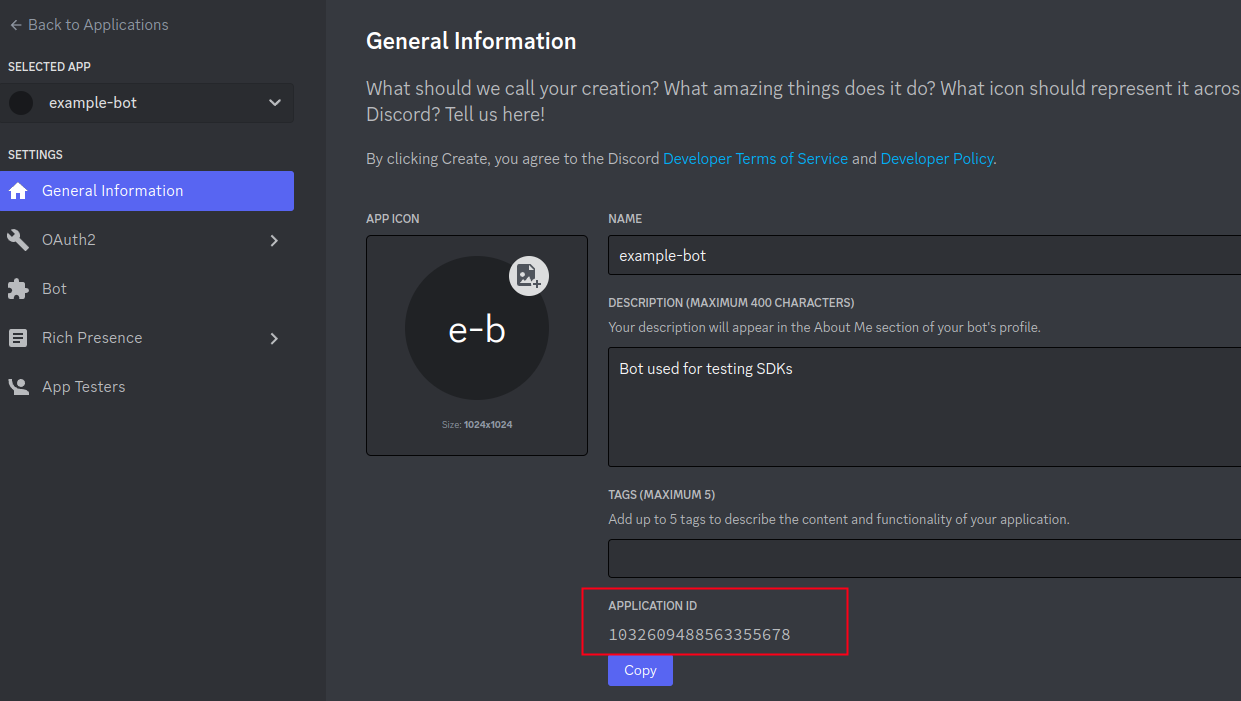 Back to Applications
SELECTED APP
example-bot
SETTINGS
General Information
OAuth2
Bot
Rich Presence
App Testers
General Information
What should we call your creation? What amazing things does it do? What icon should represent it acros
Discord? Tell us here!
By clicking Create, you agree to the Discord Developer Terms of Service and Developer Policy.
APP ICON
e-b
Size: 1024x1024
NAME
example-bot
DESCRIPTION (MAXIMUM 400 CHARACTERS)
Your description will appear in the About Me section of your bot's profile.
Bot used for testing SDKs
TAGS (MAXIMUM 5)
Add up to 5 tags to describe the content and functionality of your application.
APPLICATION ID
1032609488563355678
Copy